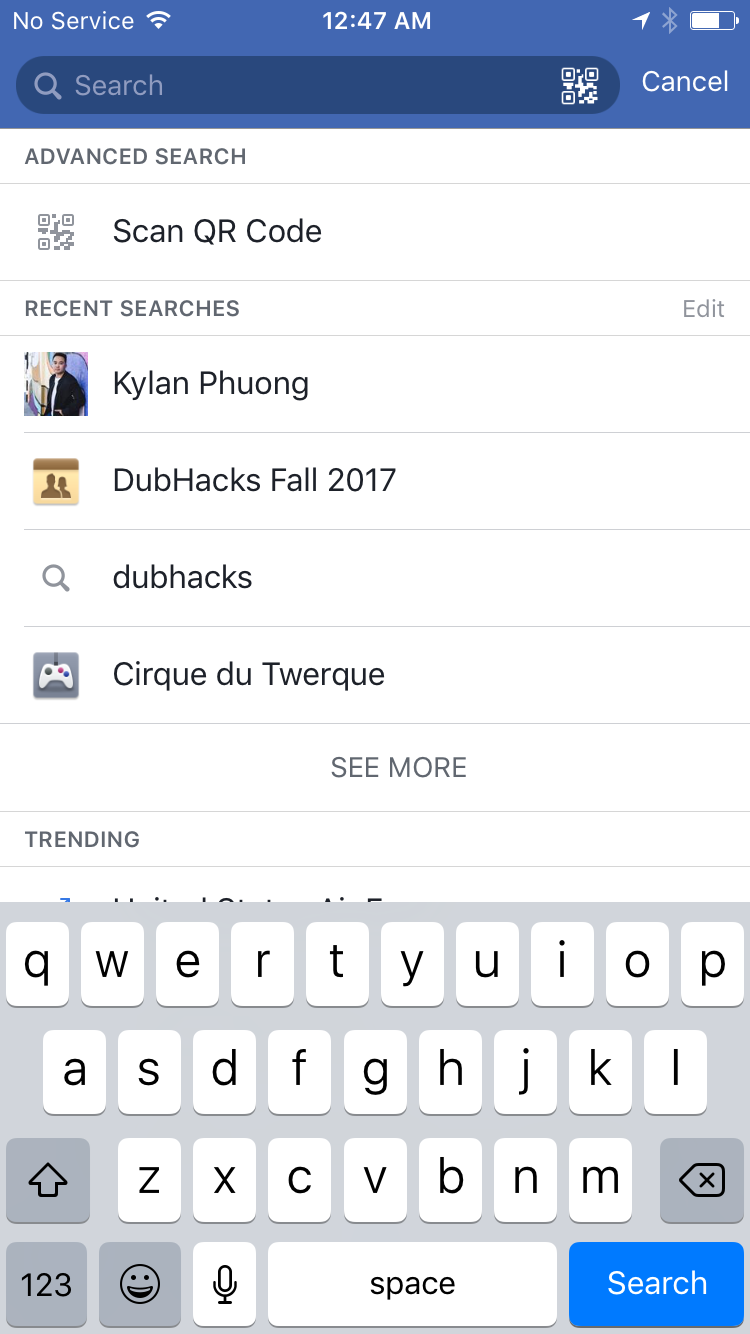 No Service 12:47 AM
Search Cancel
ADVANCED SEARCH
Scan QR Code
RECENT SEARCHES Edit
Kylan Phuong
DubHacks Fall 2017
dubhacks
Cirque du Twerque
SEE MORE
TRENDING
q w e r t y u i o p
a s d f g h j k l
z x c v b n m
123 space Search